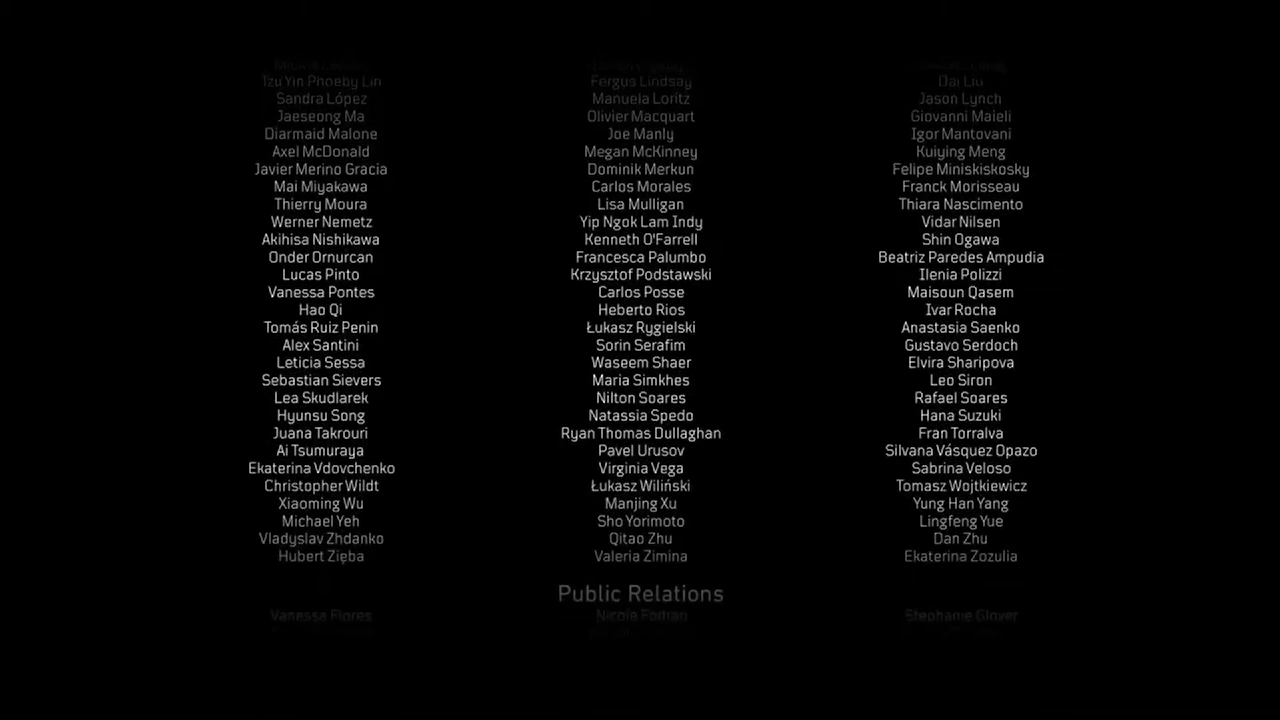 Tzu Yin Phoeby Lin Fergus Lindsay Dai Liu
Sandra López Manuela Loritz Jason Lynch
Jaeseong Ma Olivier Macquart Giovanni Maieli
Diarmaid Malone Joe Manly Igor Mantovani
Axel McDonald Megan McKinney Kuiying Meng
Javier Merino Gracia Dominik Merkun Felipe Miniskiskosky
Mai Miyakawa Carlos Morales Franck Morisseau
Thierry Moura Lisa Mulligan Thiara Nascimento
Werner Nemetz Yip Ngok Lam Indy Vidar Nilsen
Akihisa Nishikawa Kenneth O'Farrell Shin Ogawa
Onder Ornurcan Francesca Palumbo Beatriz Paredes Ampudia
Lucas Pinto Krzysztof Podstawski Ilenia Polizzi
Vanessa Pontes Carlos Posse Maisoun Qasem
Hao Qi Heberto Rios Ivar Rocha
Tomás Ruiz Penin Łukasz Rygielski Anastasia Saenko
Alex Santini Sorin Serafim Gustavo Serdoch
Leticia Sessa Waseem Shaer Elvira Sharipova
Sebastian Sievers Maria Simkhes Leo Siron
Lea Skudlarek Nilton Soares Rafael Soares
Hyunsu Song Natassia Spedo Hana Suzuki
Juana Takrouri Ryan Thomas Dullaghan Fran Torralva
Ai Tsumuraya Pavel Urusov Silvana Vásquez Opazo
Ekaterina Vdovchenko Virginia Vega Sabrina Veloso
Christopher Wildt Łukasz Wiliński Tomasz Wojtkiewicz
Xiaoming Wu Manjing Xu Yung Han Yang
Michael Yeh Sho Yorimoto Lingfeng Yue
Vladyslav Zhdanko Qitao Zhu Dan Zhu
Hubert Zięba Valeria Zimina Ekaterina Zozulia
Public Relations
Vanessa Flores Nicole Fodran Stephanie Glover